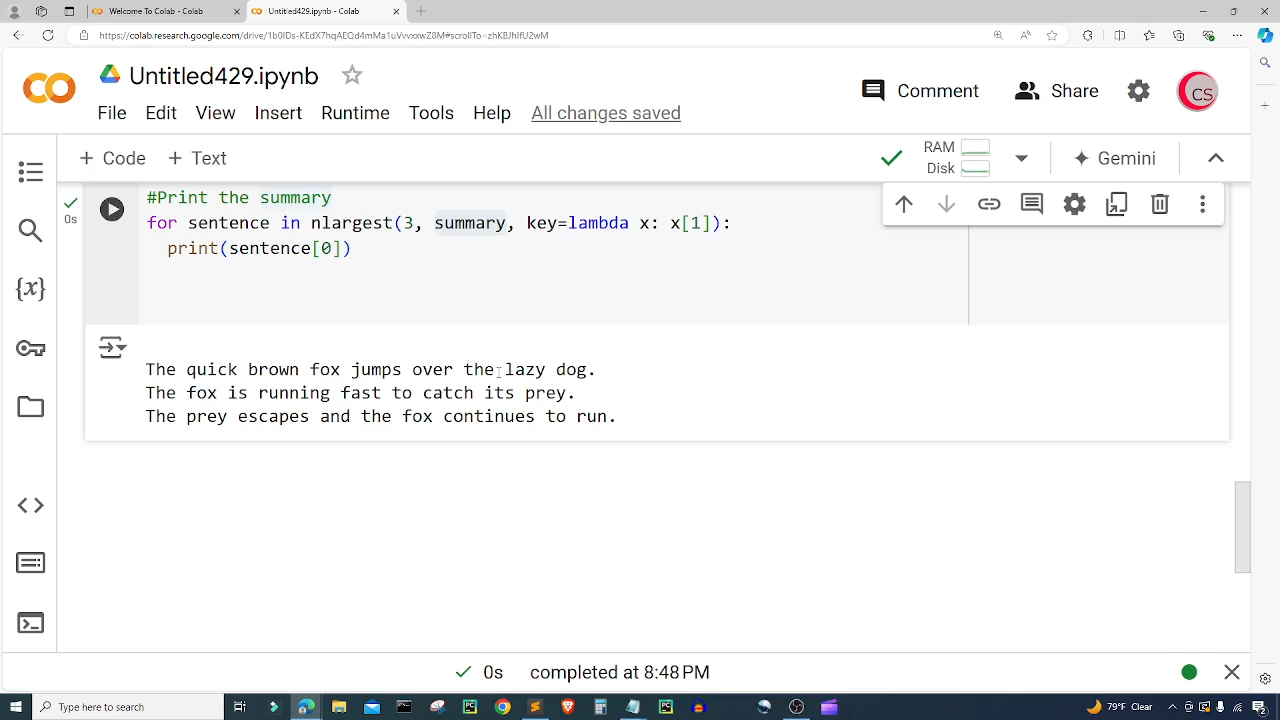 Welcome To Colab - Colab
Untitled429.ipynb - Colab
Untitled429.ipynb
File Edit View Insert Runtime Tools Help All changes saved
Comment
Share
CS
+ Code + Text
RAM
Disk
Gemini
0s
#Print the summary
for sentence in nlargest(3, summary, key=lambda x: x[1]):
print(sentence[0])
{x}
The quick brown fox jumps over the lazy dog.
The fox is running fast to catch its prey.
The prey escapes and the fox continues to run.
0s completed at 8:48 PM
Type here to search
79°F Clear